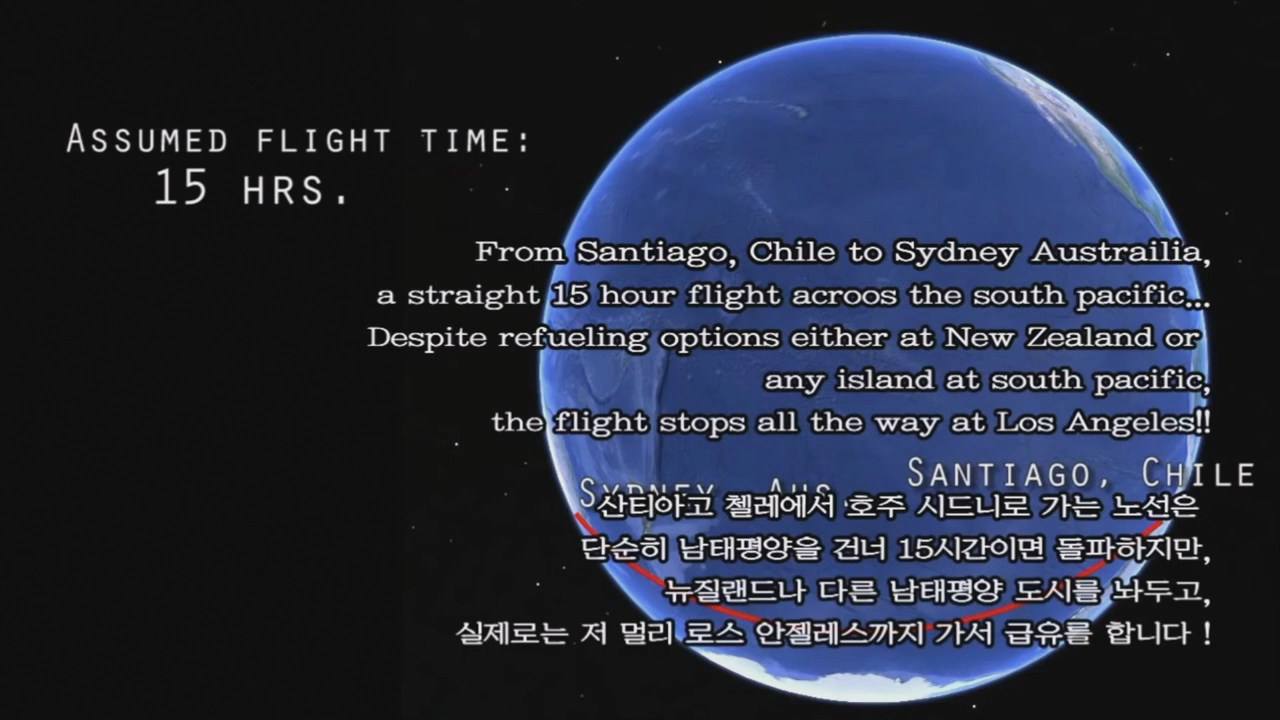 ASSUMED FLIGHT TIME:
15 HRS.
From Santiago, Chile to Sydney Austrailia,
a straight 15 hour flight acroos the south pacific...
Despite refueling options either at New Zealand or
any island at south pacific,
the flight stops all the way at Los Angeles!!
SANTIAGO, CHILE
SYDNEY, AUS.
산티아고 첼레에서 호주 시드니로 가는 노선은
단순히 남태평양을 건너 15시간이면 돌파하지만,
뉴질랜드나 다른 남태평양 도시를 놔두고,
실제로는 저 멀리 로스 안젤레스까지 가서 급유를 합니다 !